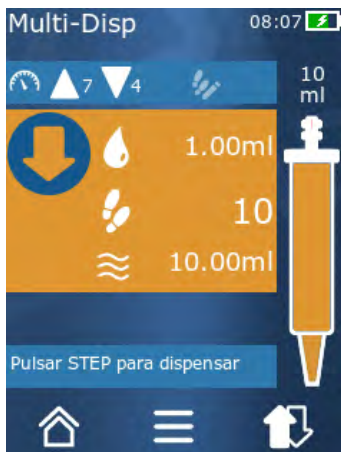 Multi-Disp
08:07
7 4
10
ml
1.00ml
10
10.00ml
Pulsar STEP para dispensar